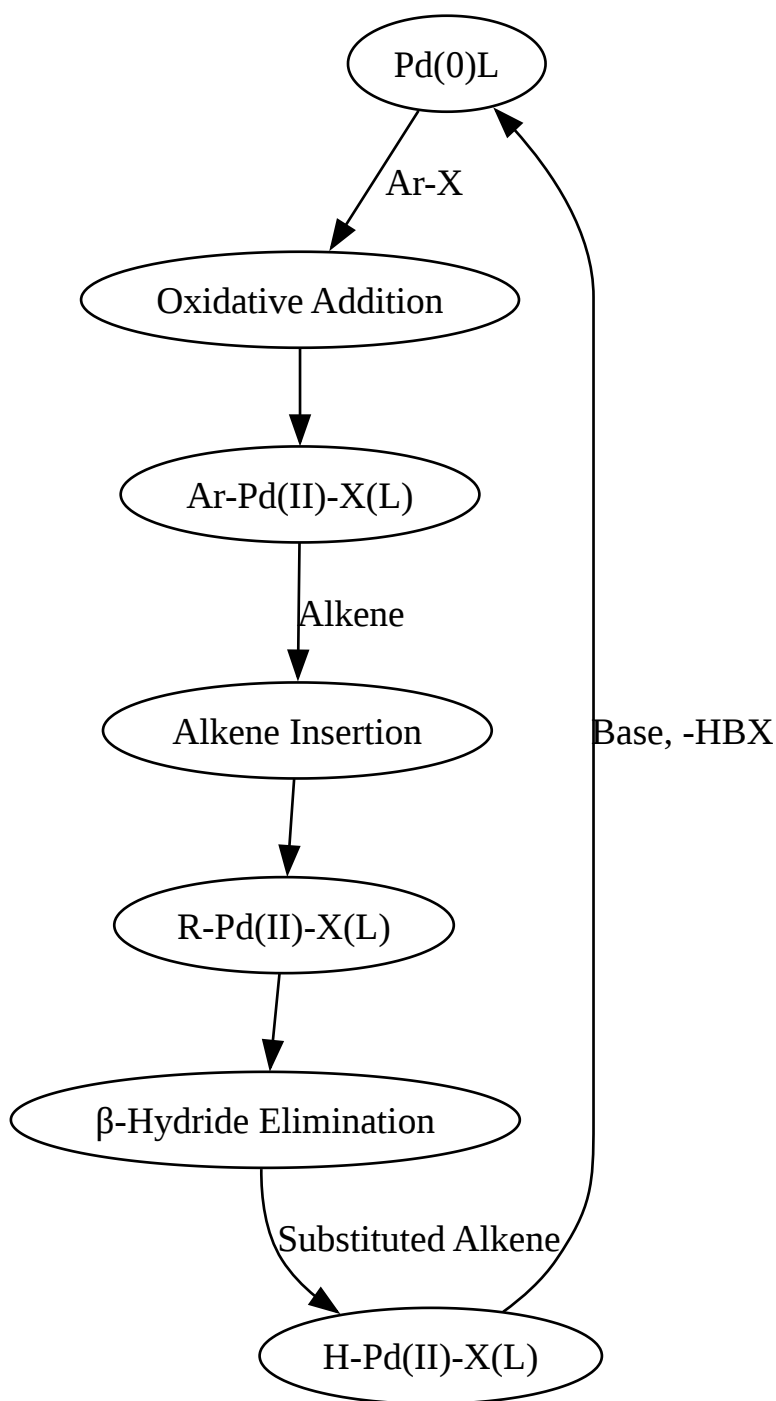 Pd(0)L
Ar-X
Oxidative Addition
Ar-Pd(II)-X(L)
Alkene
Alkene Insertion
Base, -HBX
R-Pd(II)-X(L)
β-Hydride Elimination
Substituted Alkene
H-Pd(II)-X(L)